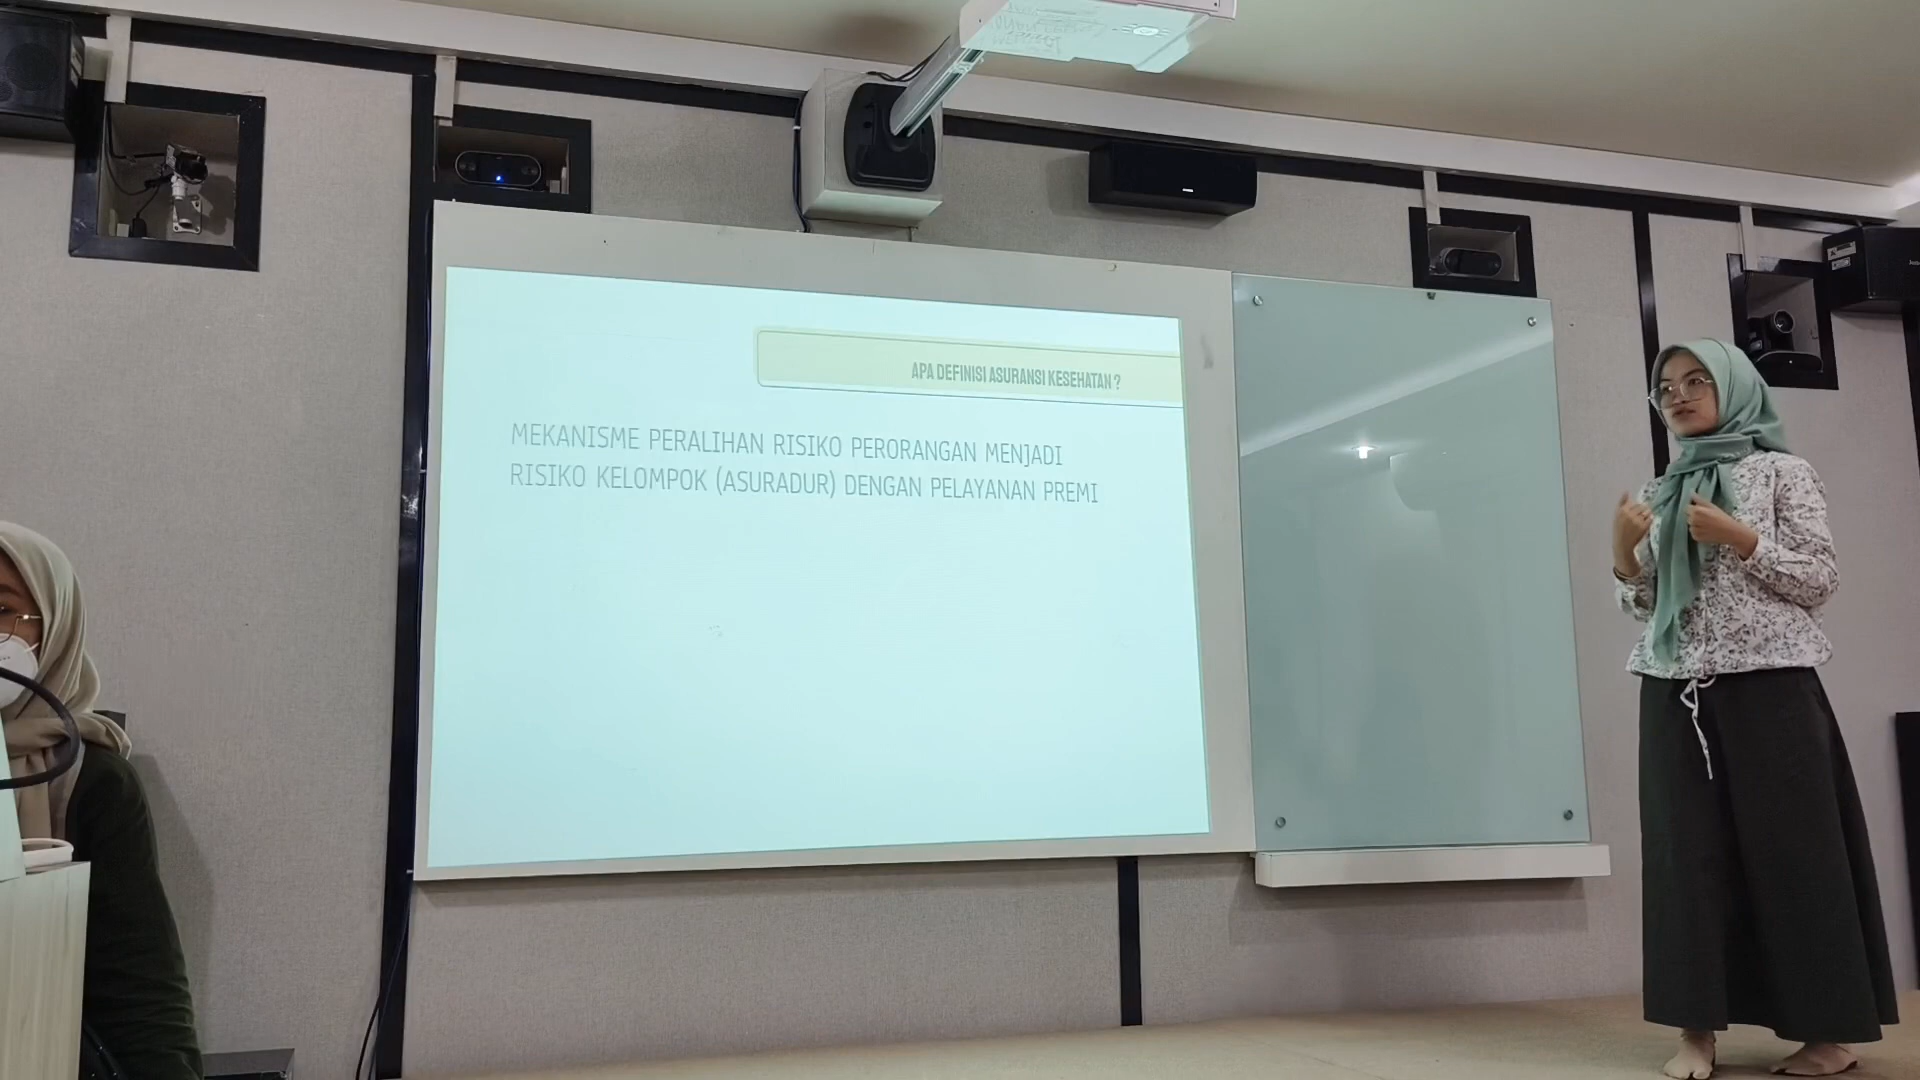 APA DEFINISI ASURANSI KESEHATAN ?
MEKANISME PERALIHAN RISIKO PERORANGAN MENJADI
RISIKO KELOMPOK (ASURADUR) DENGAN PELAYANAN PREMI